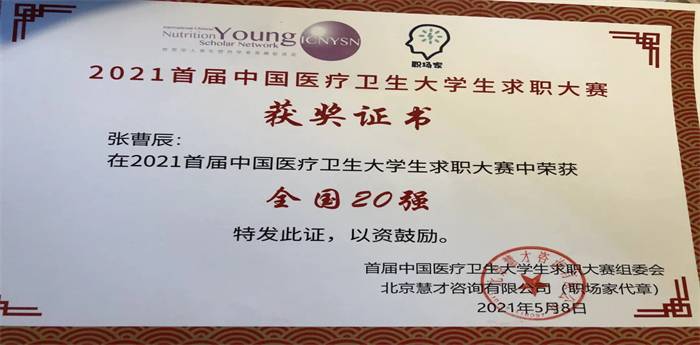 International Chinese
Nutrition Young
Scholar Network
ICNYSN
职场家
2021首届中国医疗卫生大学生求职大赛
获奖证书
张曹辰：
在2021首届中国医疗卫生大学生求职大赛中荣获
全国20强
特发此证，以资鼓励。
首届中国医疗卫生大学生求职大赛组委会
北京慧才咨询有限公司（职场家代章）
2021年5月8日